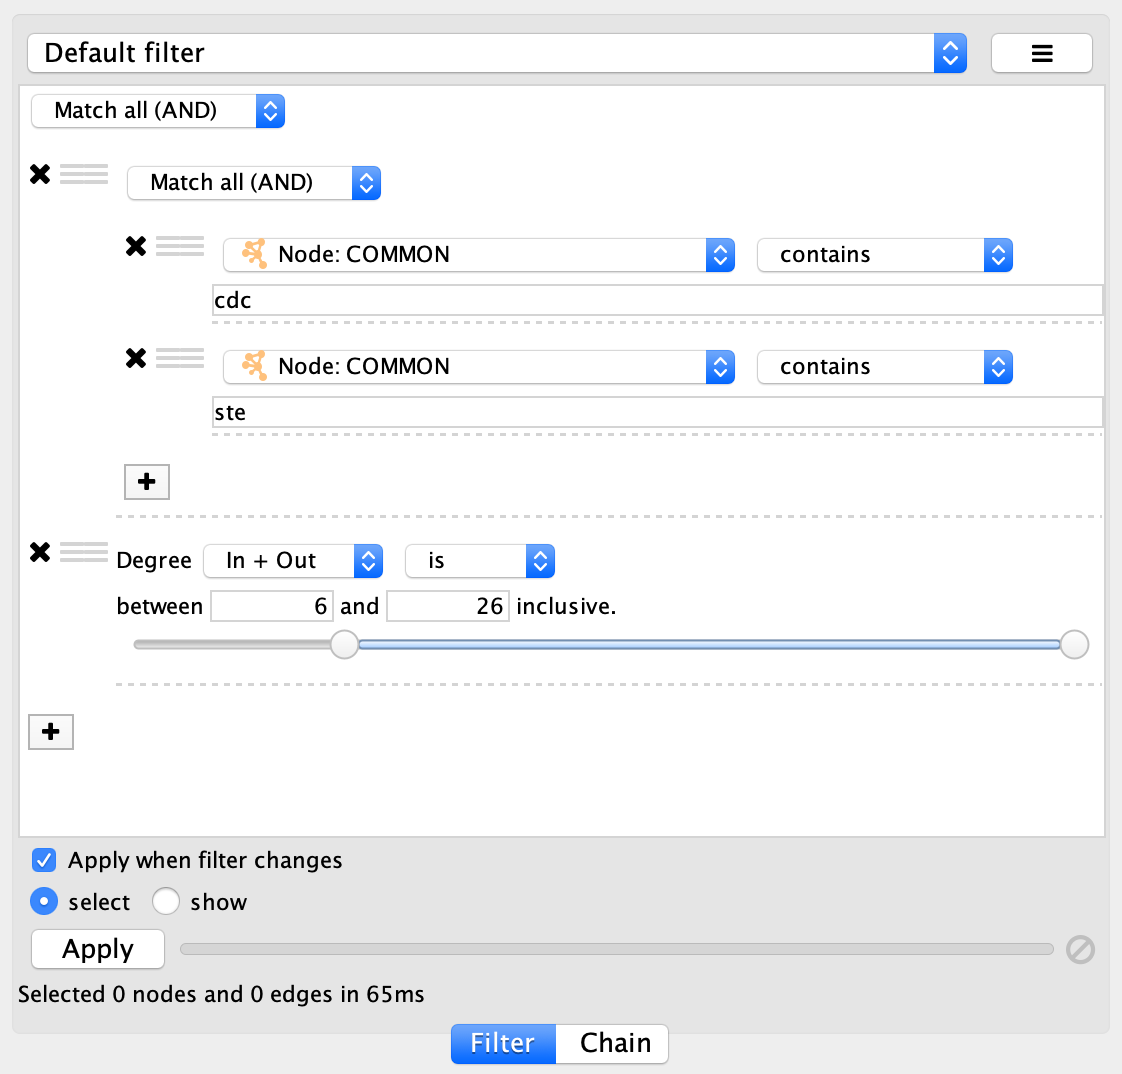 Default filter
Match all (AND)
Match all (AND)
Node: COMMON contains
cdc
Node: COMMON contains
ste
Degree In + Out is
between 6 and 26 inclusive.
Apply when filter changes
select show
Apply
Selected 0 nodes and 0 edges in 65ms
Filter Chain